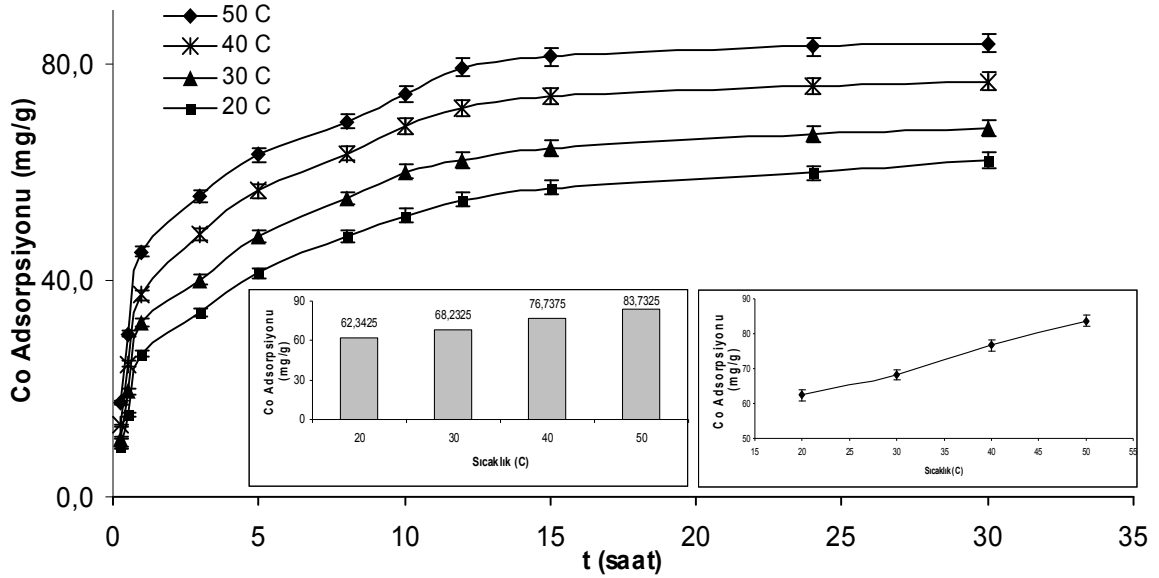 50 C
40 C
30 C
20 C
Co Adsorpsiyonu (mg/g)
80,0
40,0
0,0
0 5 10 15 20 25 30 35
t (saat)
Co Adsorpsiyonu
(mg/g)
90
60
30
0
62,3425 68,2325 76,7375 83,7325
20 30 40 50
Sıcaklık (C)
Co Adsorpsiyonu
(mg/g)
90
80
70
60
50
15 20 25 30 35 40 45 50 55
Sıcaklık (C)